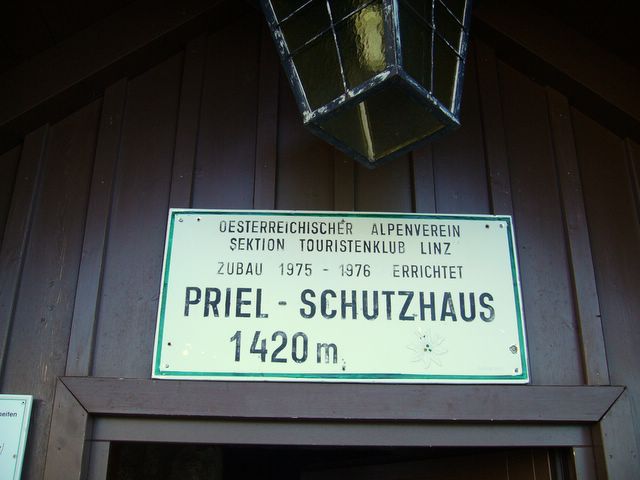 OESTERREICHISCHER ALPENVEREIN
SEKTION TOURISTENKLUB LINZ
ZUBAU 1975 - 1976 ERRICHTET
PRIEL - SCHUTZHAUS
1420 m